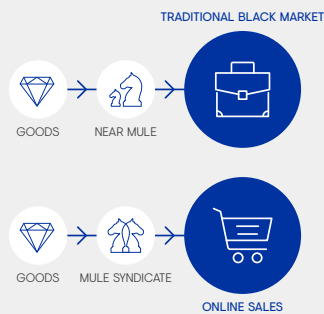 TRADITIONAL BLACK MARKET
GOODS
NEAR MULE
GOODS
MULE SYNDICATE
ONLINE SALES